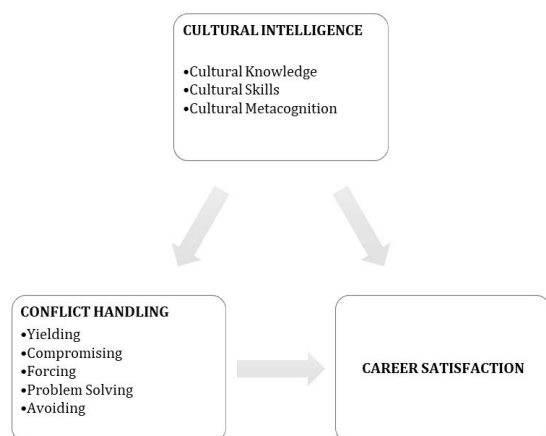 CULTURAL INTELLIGENCE
•Cultural Knowledge
•Cultural Skills
•Cultural Metacognition
CONFLICT HANDLING
•Yielding
•Compromising
•Forcing
•Problem Solving
•Avoiding
CAREER SATISFACTION